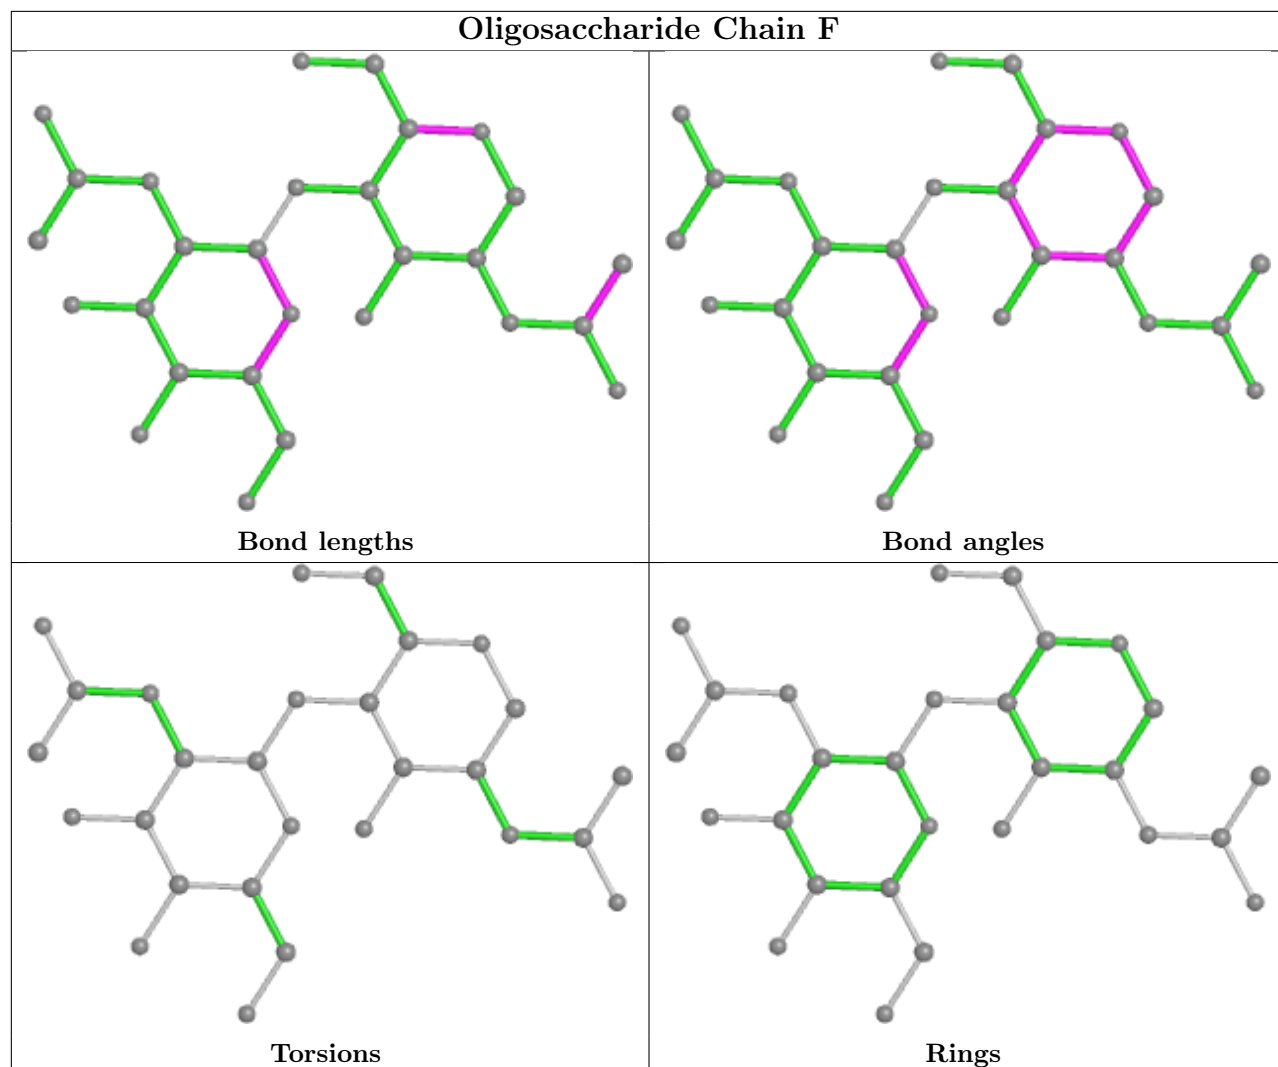 Oligosaccharide Chain F
Bond lengths
Bond angles
Torsions
Rings